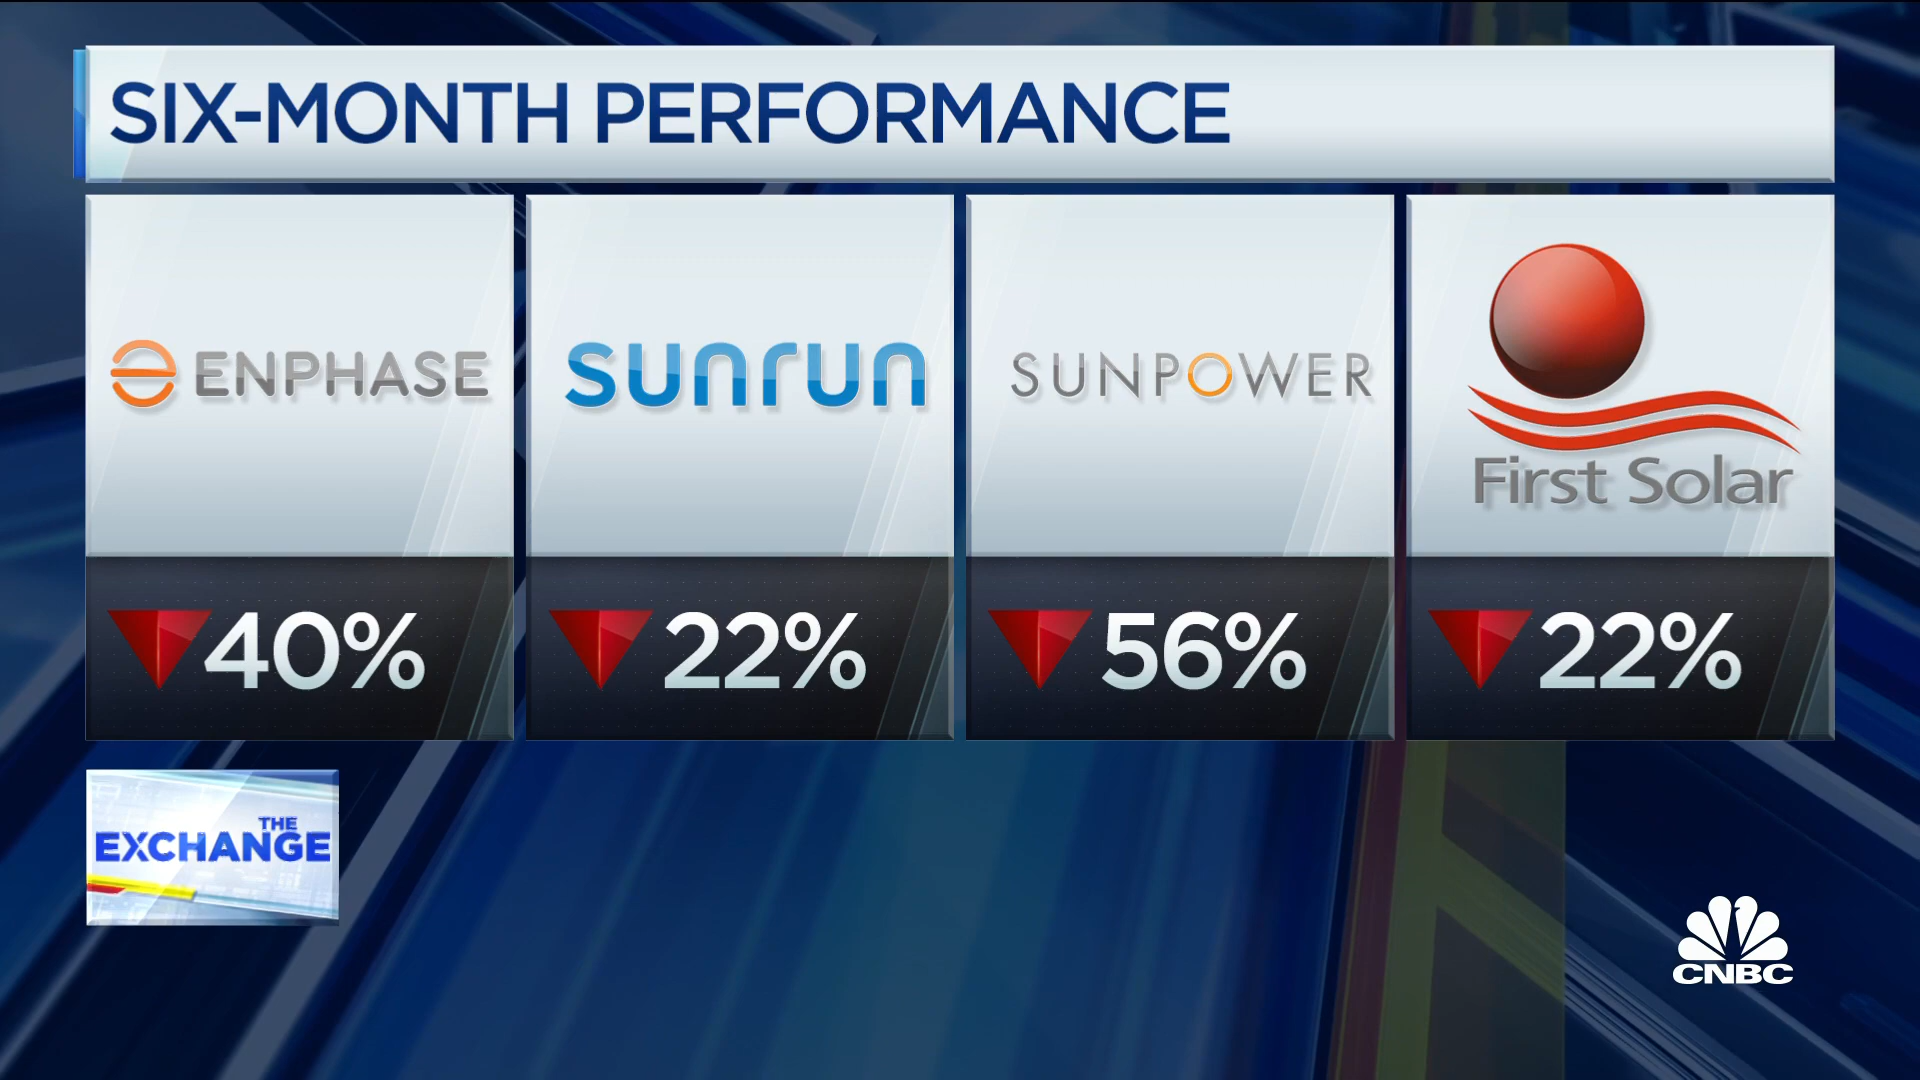 SIX-MONTH PERFORMANCE
ENPHASE
sunrun
SUNPOWER
First Solar
40%
22%
56%
22%
THE
EXCHANGE
CNBC